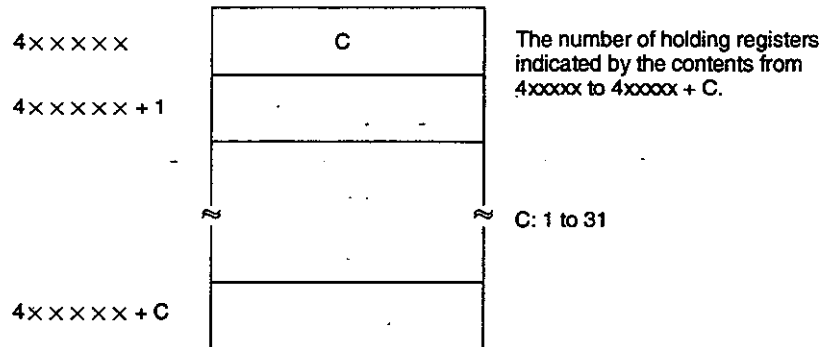 4××××× C The number of holding registers
indicated by the contents from
4xxxxx to 4xxxxx + C.
4××××× + 1
C: 1 to 31
4××××× + C